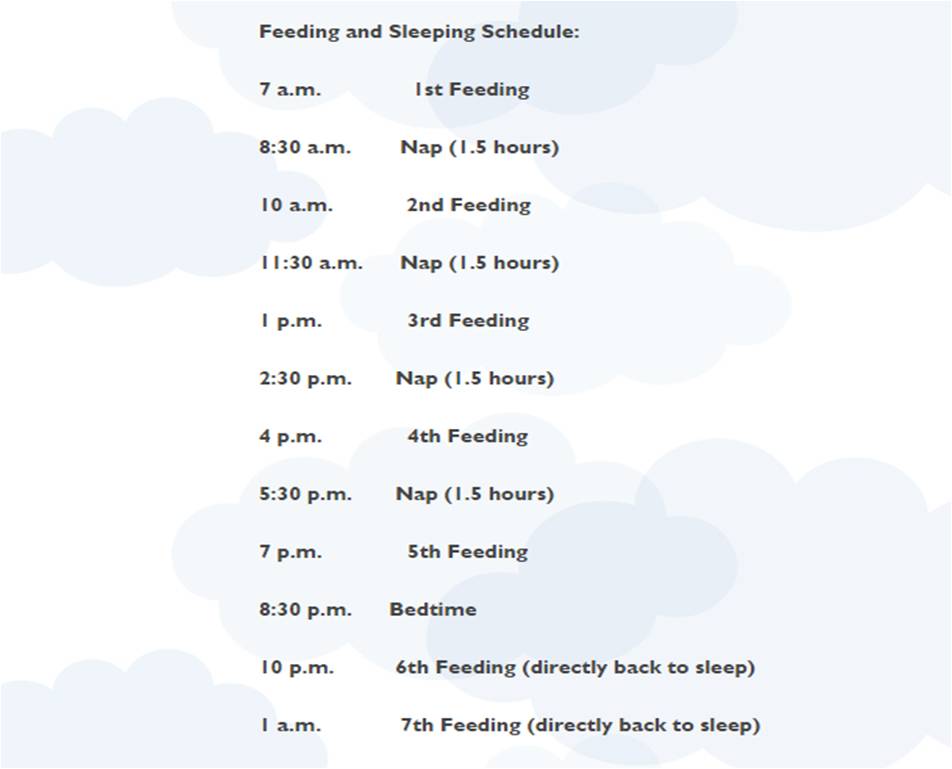 Feeding and Sleeping Schedule:
7 a.m. 1st Feeding
8:30 a.m. Nap (1.5 hours)
10 a.m. 2nd Feeding
11:30 a.m. Nap (1.5 hours)
1 p.m. 3rd Feeding
2:30 p.m. Nap (1.5 hours)
4 p.m. 4th Feeding
5:30 p.m. Nap (1.5 hours)
7 p.m. 5th Feeding
8:30 p.m. Bedtime
10 p.m. 6th Feeding (directly back to sleep)
1 a.m. 7th Feeding (directly back to sleep)